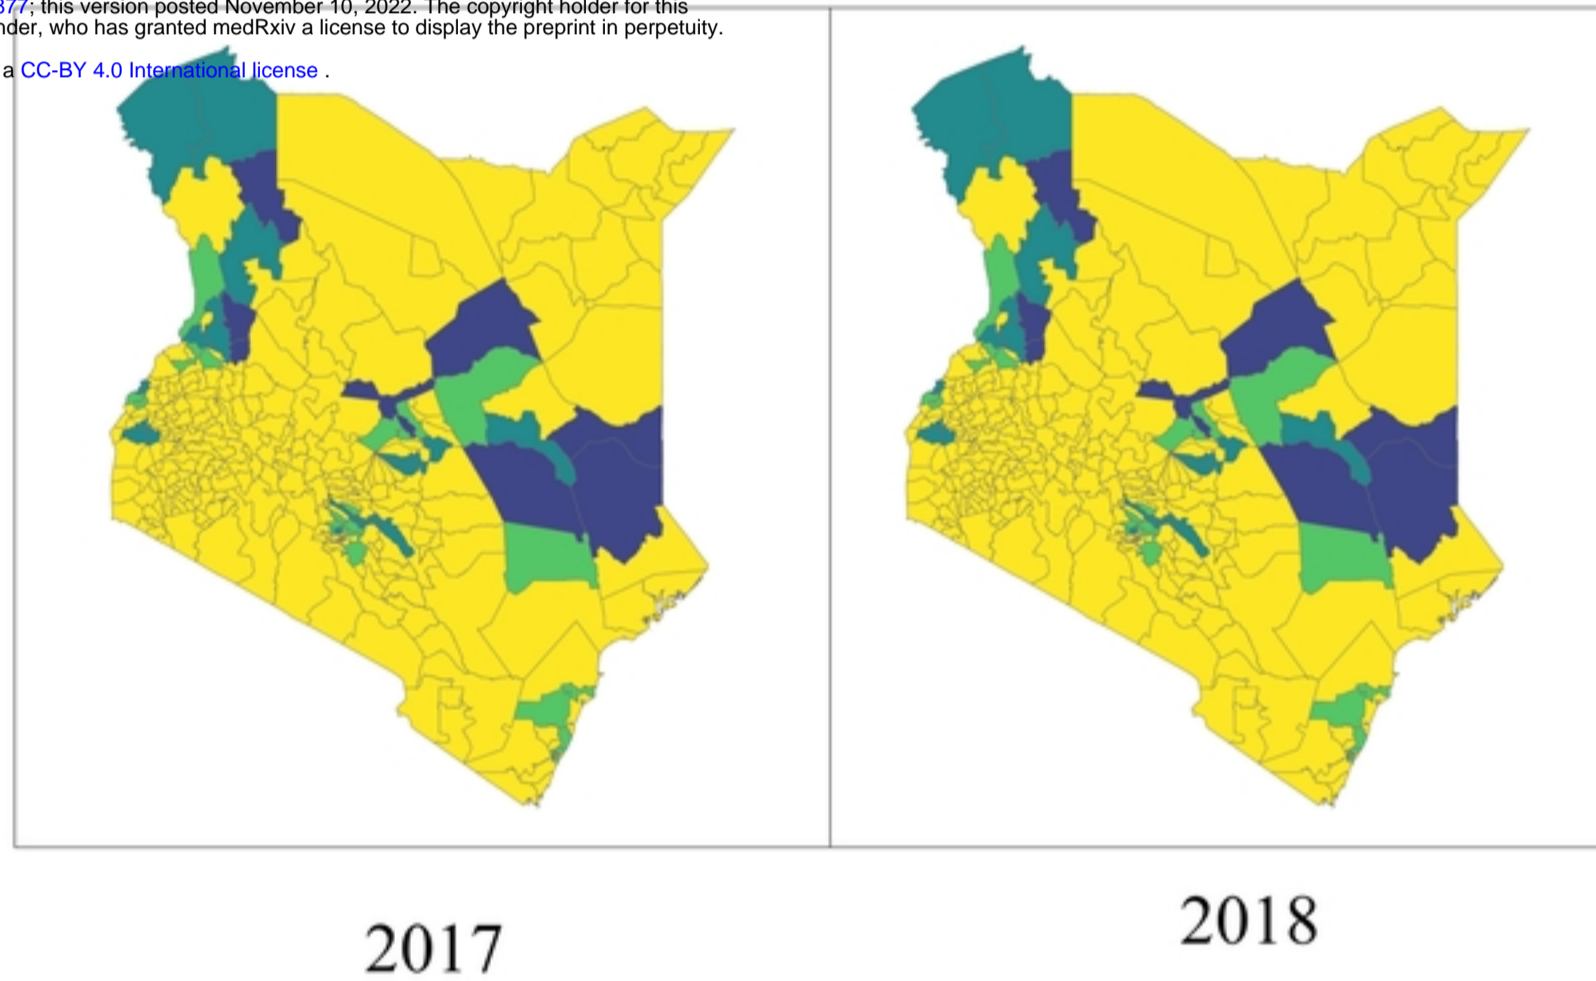 377; this version posted November 10, 2022. The copyright holder for this
nder, who has granted medRxiv a license to display the preprint in perpetuity.
a CC-BY 4.0 International license .
2017
2018